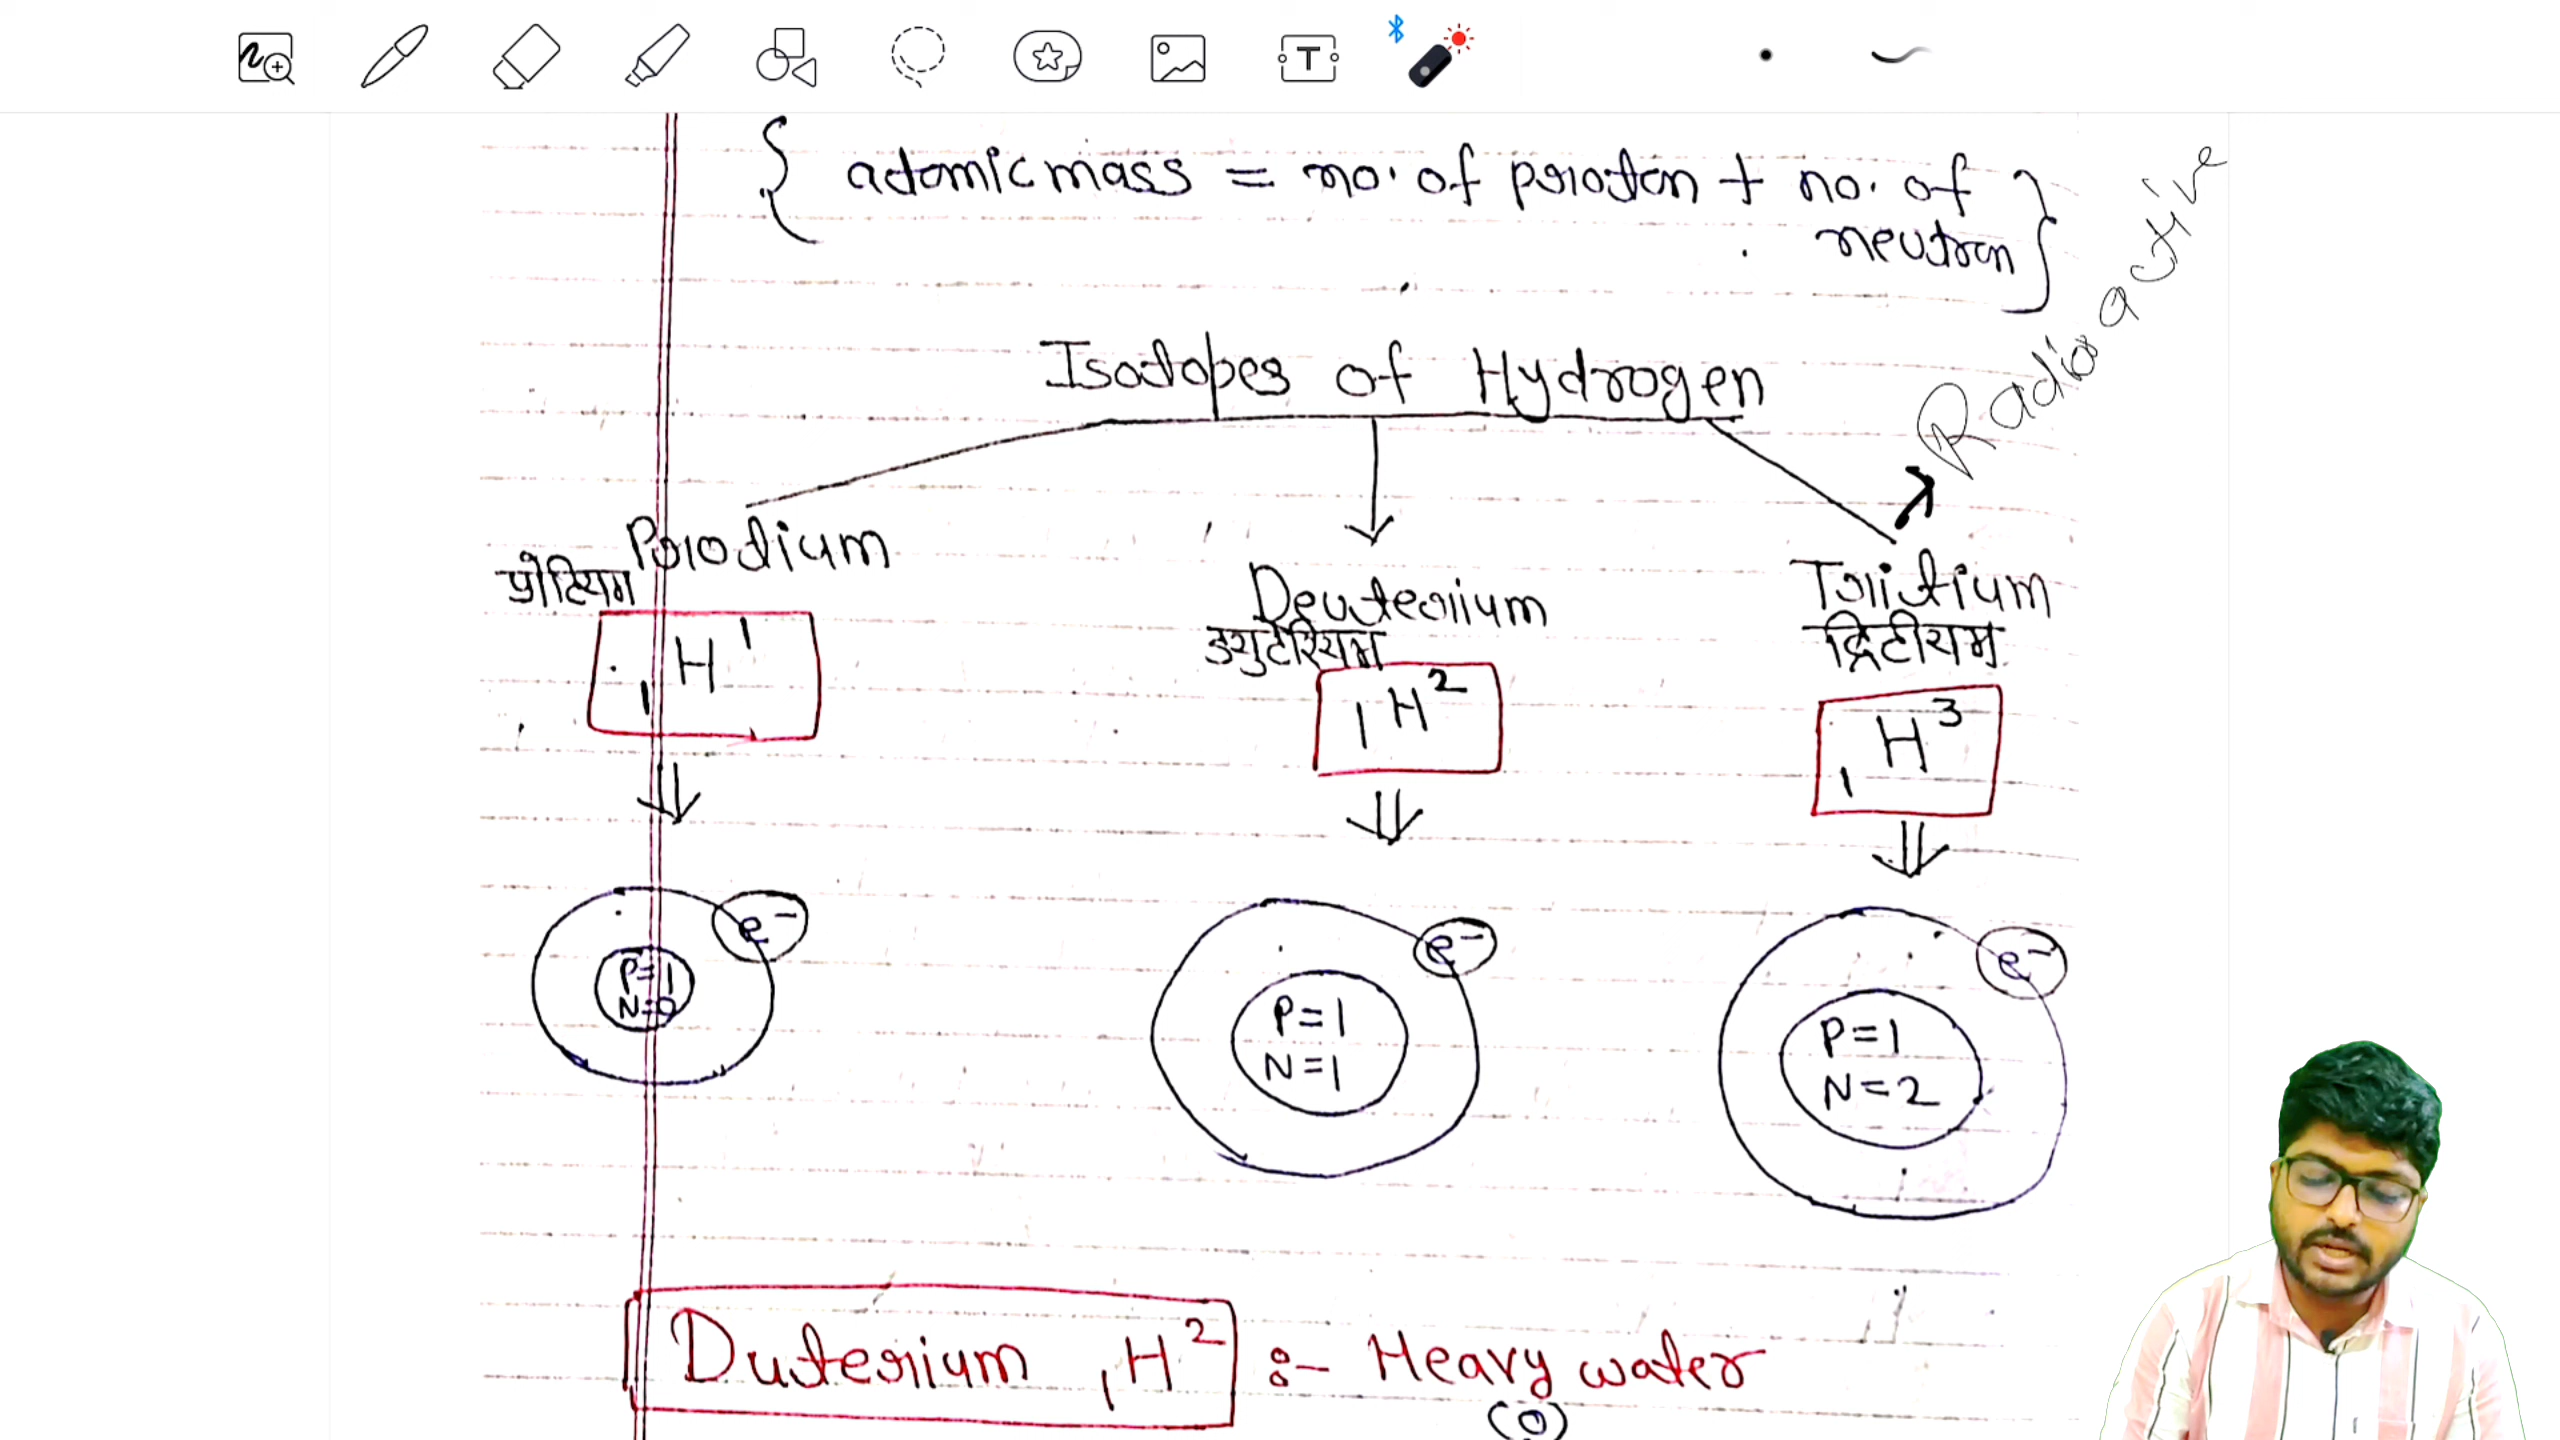 { atomic mass = no. of proton + no. of
neutron }
Radioactive
Isotopes of Hydrogen
Protium
प्रोटियम
Deuterium
ड्युटेरियम
Tritium
ट्रिटीयम
₁H¹
₁H²
₁H³
e⁻
P=1
N=0
e⁻
P=1
N=1
e⁻
P=1
N=2
Duterium ₁H² :- Heavy water
(D)